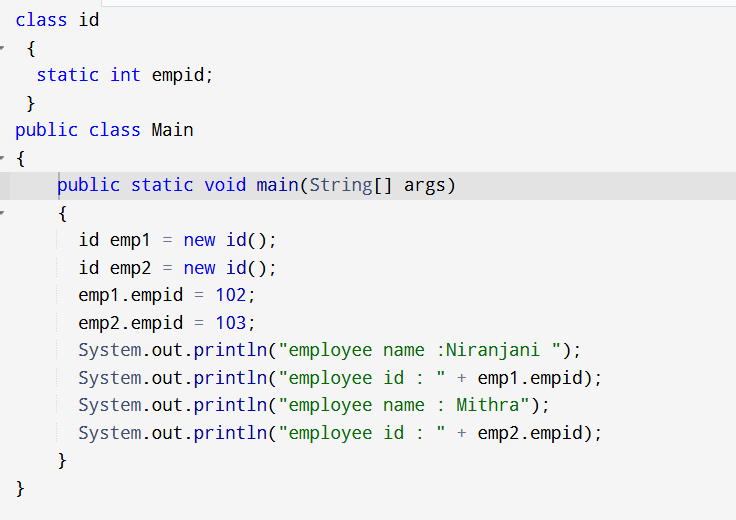 class id
{
static int empid;
}
public class Main
{
public static void main(String[] args)
{
id emp1 = new id();
id emp2 = new id();
emp1.empid = 102;
emp2.empid = 103;
System.out.println("employee name :Niranjani ");
System.out.println("employee id : " + emp1.empid);
System.out.println("employee name : Mithra");
System.out.println("employee id : " + emp2.empid);
}
}